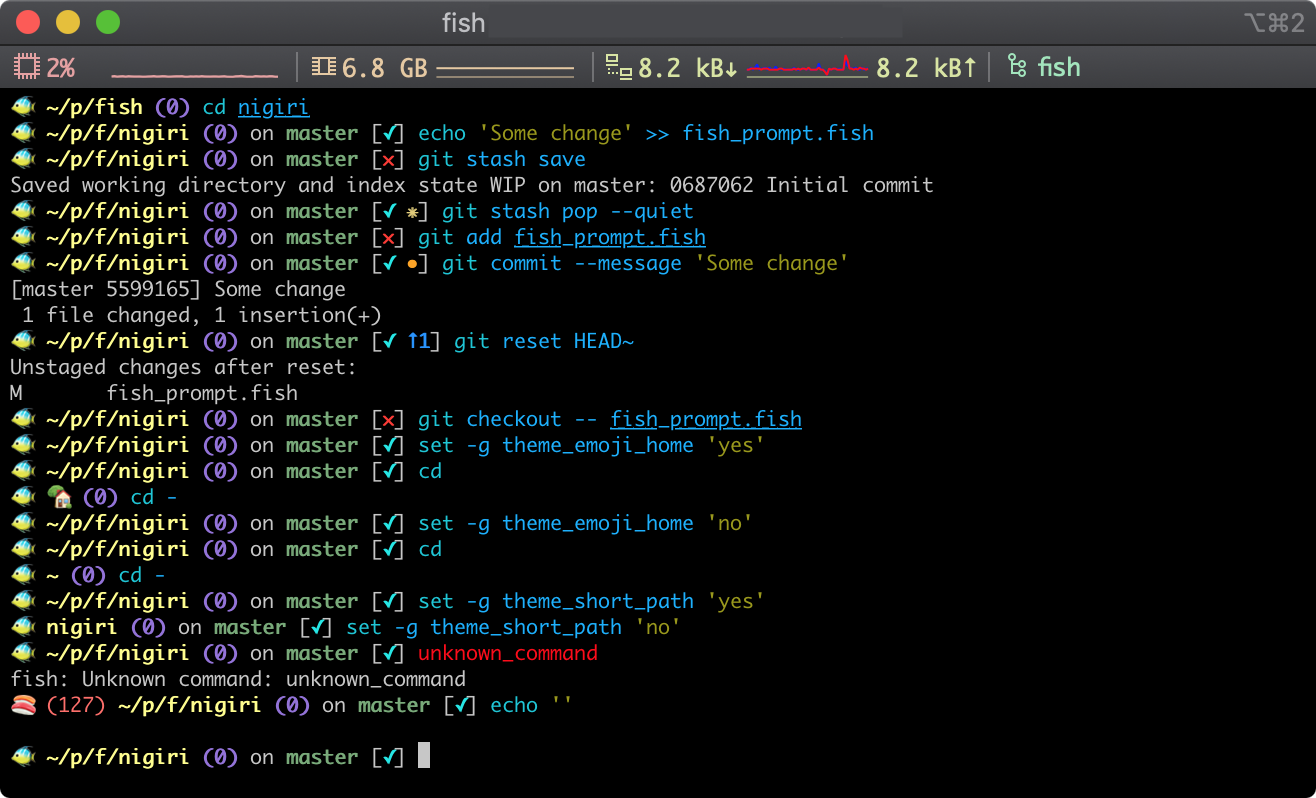 fish ⌥⌘2
2% 6.8 GB 8.2 kB↓ 8.2 kB↑ fish
🐠 ~/p/fish (0) cd nigiri
🐠 ~/p/f/nigiri (0) on master [✓] echo 'Some change' >> fish_prompt.fish
🐠 ~/p/f/nigiri (0) on master [✗] git stash save
Saved working directory and index state WIP on master: 0687062 Initial commit
🐠 ~/p/f/nigiri (0) on master [✓ ✴] git stash pop --quiet
🐠 ~/p/f/nigiri (0) on master [✗] git add fish_prompt.fish
🐠 ~/p/f/nigiri (0) on master [✓ •] git commit --message 'Some change'
[master 5599165] Some change
 1 file changed, 1 insertion(+)
🐠 ~/p/f/nigiri (0) on master [✓ ↑1] git reset HEAD~
Unstaged changes after reset:
M       fish_prompt.fish
🐠 ~/p/f/nigiri (0) on master [✗] git checkout -- fish_prompt.fish
🐠 ~/p/f/nigiri (0) on master [✓] set -g theme_emoji_home 'yes'
🐠 ~/p/f/nigiri (0) on master [✓] cd
🐠 🏡 (0) cd -
🐠 ~/p/f/nigiri (0) on master [✓] set -g theme_emoji_home 'no'
🐠 ~/p/f/nigiri (0) on master [✓] cd
🐠 ~ (0) cd -
🐠 ~/p/f/nigiri (0) on master [✓] set -g theme_short_path 'yes'
🐠 nigiri (0) on master [✓] set -g theme_short_path 'no'
🐠 ~/p/f/nigiri (0) on master [✓] unknown_command
fish: Unknown command: unknown_command
🍣 (127) ~/p/f/nigiri (0) on master [✓] echo ''
🐠 ~/p/f/nigiri (0) on master [✓]